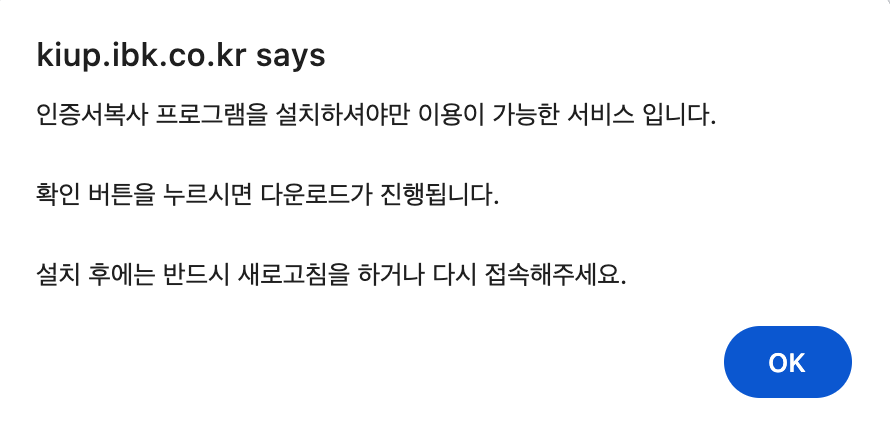 kiup.ibk.co.kr says
인증서복사 프로그램을 설치하셔야만 이용이 가능한 서비스 입니다.
확인 버튼을 누르시면 다운로드가 진행됩니다.
설치 후에는 반드시 새로고침을 하거나 다시 접속해주세요.
OK